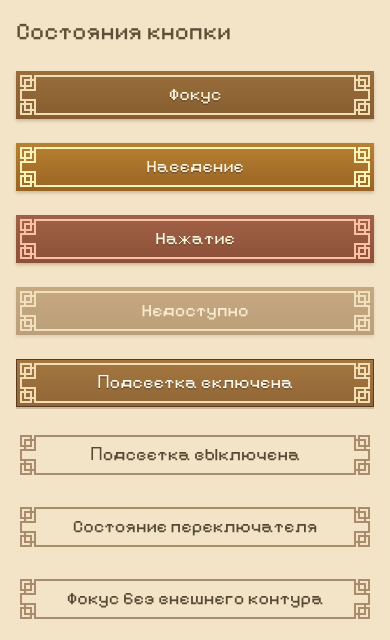 Состояния кнопки
Фокус
Наведение
Нажатие
Недоступно
Подсветка включена
Подсветка выключена
Состояние переключателя
Фокус без внешнего контура